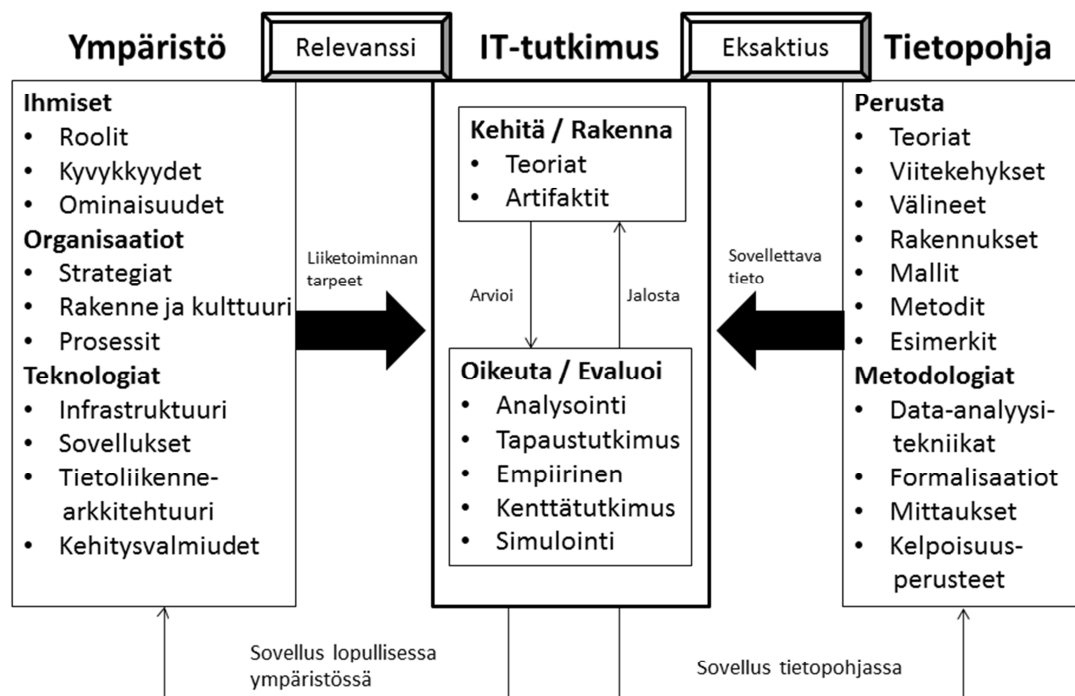 Ympäristö
Relevanssi
IT-tutkimus
Eksaktius
Tietopohja
Ihmiset
• Roolit
• Kyvykkyydet
• Ominaisuudet
Organisaatiot
• Strategiat
• Rakenne ja kulttuuri
• Prosessit
Teknologiat
• Infrastruktuuri
• Sovellukset
• Tietoliikenne-
arkkitehtuuri
• Kehitysvalmiudet
Liiketoiminnan
tarpeet
Kehitä / Rakenna
• Teoriat
• Artifaktit
Arvioi
Jalosta
Oikeuta / Evaluoi
• Analysointi
• Tapaustutkimus
• Empiirinen
• Kenttätutkimus
• Simulointi
Sovellettava
tieto
Perusta
• Teoriat
• Viitekehykset
• Välineet
• Rakennukset
• Mallit
• Metodit
• Esimerkit
Metodologiat
• Data-analyysi-
tekniikat
• Formalisaatiot
• Mittaukset
• Kelpoisuus-
perusteet
Sovellus lopullisessa
ympäristössä
Sovellus tietopohjassa